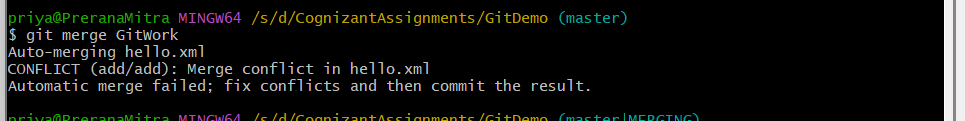 priya@PreranaMitra MINGW64 /s/d/CognizantAssignments/GitDemo (master)
$ git merge GitWork
Auto-merging hello.xml
CONFLICT (add/add): Merge conflict in hello.xml
Automatic merge failed; fix conflicts and then commit the result.
priya@PreranaMitra MINGW64 /s/d/CognizantAssignments/GitDemo (master|MERGING)